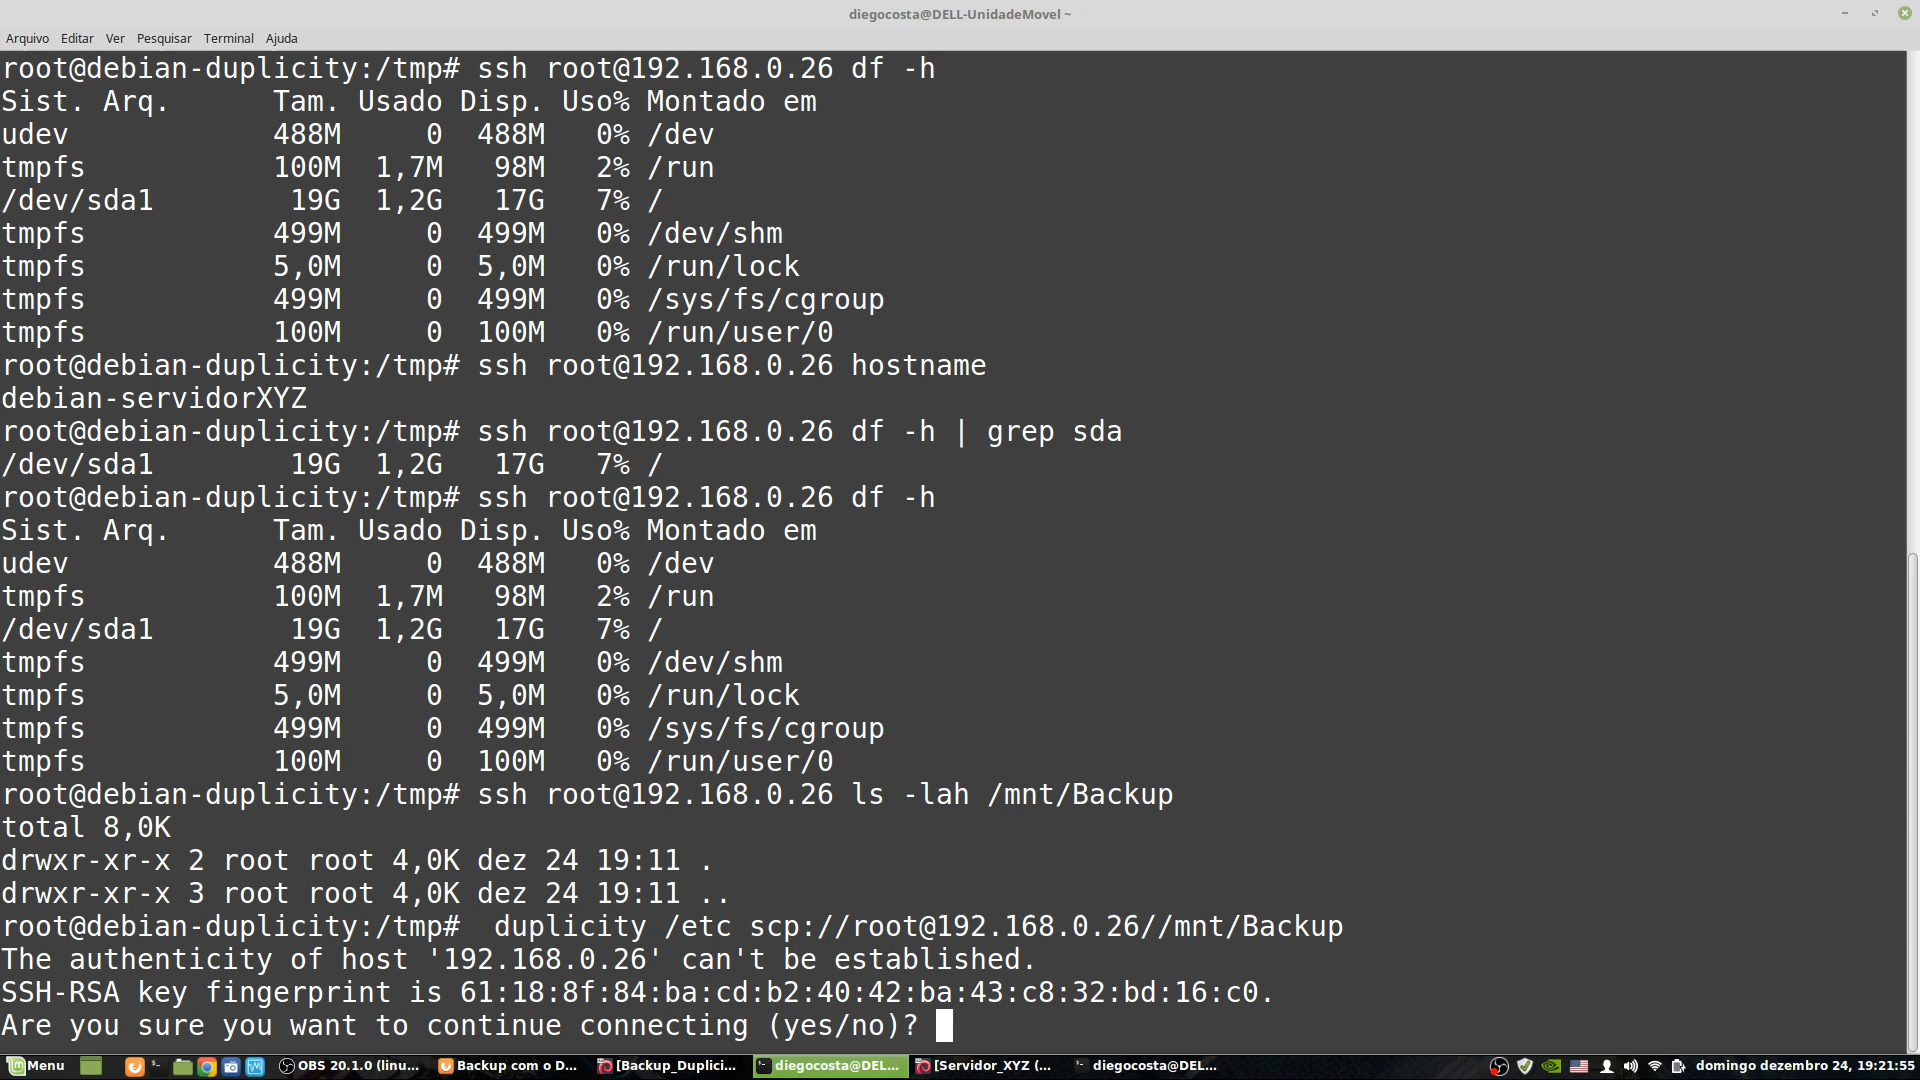 diegocosta@DELL-UnidadeMovel ~
Arquivo Editar Ver Pesquisar Terminal Ajuda
root@debian-duplicity:/tmp# ssh root@192.168.0.26 df -h
Sist. Arq. Tam. Usado Disp. Uso% Montado em
udev 488M 0 488M 0% /dev
tmpfs 100M 1,7M 98M 2% /run
/dev/sda1 19G 1,2G 17G 7% /
tmpfs 499M 0 499M 0% /dev/shm
tmpfs 5,0M 0 5,0M 0% /run/lock
tmpfs 499M 0 499M 0% /sys/fs/cgroup
tmpfs 100M 0 100M 0% /run/user/0
root@debian-duplicity:/tmp# ssh root@192.168.0.26 hostname
debian-servidorXYZ
root@debian-duplicity:/tmp# ssh root@192.168.0.26 df -h | grep sda
/dev/sda1 19G 1,2G 17G 7% /
root@debian-duplicity:/tmp# ssh root@192.168.0.26 df -h
Sist. Arq. Tam. Usado Disp. Uso% Montado em
udev 488M 0 488M 0% /dev
tmpfs 100M 1,7M 98M 2% /run
/dev/sda1 19G 1,2G 17G 7% /
tmpfs 499M 0 499M 0% /dev/shm
tmpfs 5,0M 0 5,0M 0% /run/lock
tmpfs 499M 0 499M 0% /sys/fs/cgroup
tmpfs 100M 0 100M 0% /run/user/0
root@debian-duplicity:/tmp# ssh root@192.168.0.26 ls -lah /mnt/Backup
total 8,0K
drwxr-xr-x 2 root root 4,0K dez 24 19:11 .
drwxr-xr-x 3 root root 4,0K dez 24 19:11 ..
root@debian-duplicity:/tmp#  duplicity /etc scp://root@192.168.0.26//mnt/Backup
The authenticity of host '192.168.0.26' can't be established.
SSH-RSA key fingerprint is 61:18:8f:84:ba:cd:b2:40:42:ba:43:c8:32:bd:16:c0.
Are you sure you want to continue connecting (yes/no)?
Menu OBS 20.1.0 (linu... Backup com o D... [Backup_Duplici... diegocosta@DEL... [Servidor_XYZ (... diegocosta@DEL... domingo dezembro 24, 19:21:55